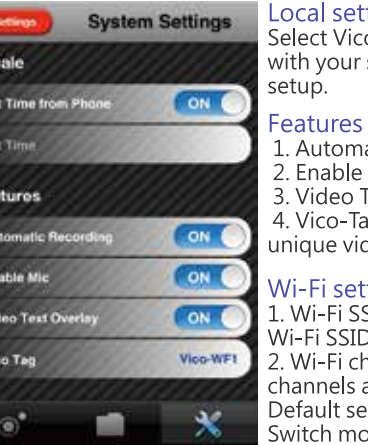 ettings
System Settings
ale
t Time from Phone
ON
t Time
tures
tomatic Recording
ON
able Mic
ON
eo Text Overlay
ON
o Tag
Vico-WF1
Local sett
Select Vico
with your s
setup.
Features
1. Automa
2. Enable
3. Video T
4. Vico-Ta
unique vic
Wi-Fi sett
1. Wi-Fi SS
Wi-Fi SSID
2. Wi-Fi ch
channels a
Default se
Switch mo